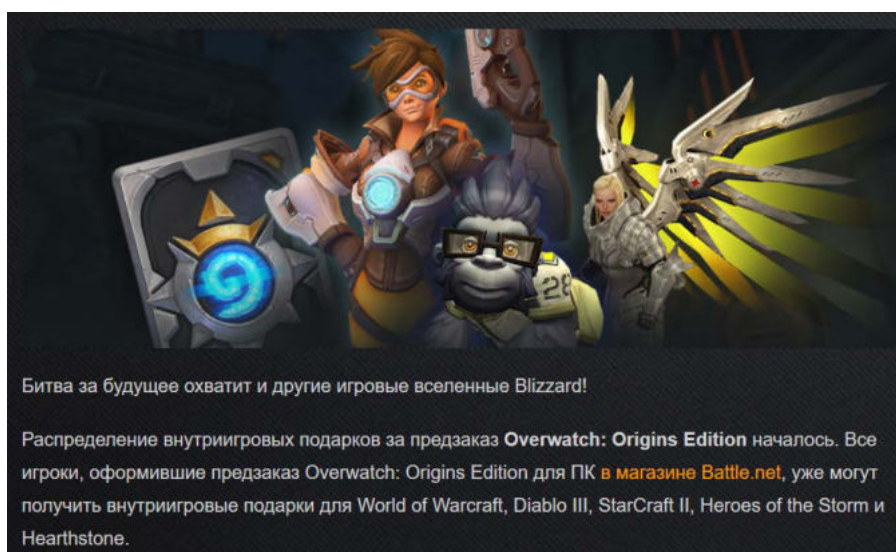 28
Битва за будущее охватит и другие игровые вселенные Blizzard!
Распределение внутриигровых подарков за предзаказ Overwatch: Origins Edition началось. Все
игроки, оформившие предзаказ Overwatch: Origins Edition для ПК в магазине Battle.net, уже могут
получить внутриигровые подарки для World of Warcraft, Diablo III, StarCraft II, Heroes of the Storm и
Hearthstone.